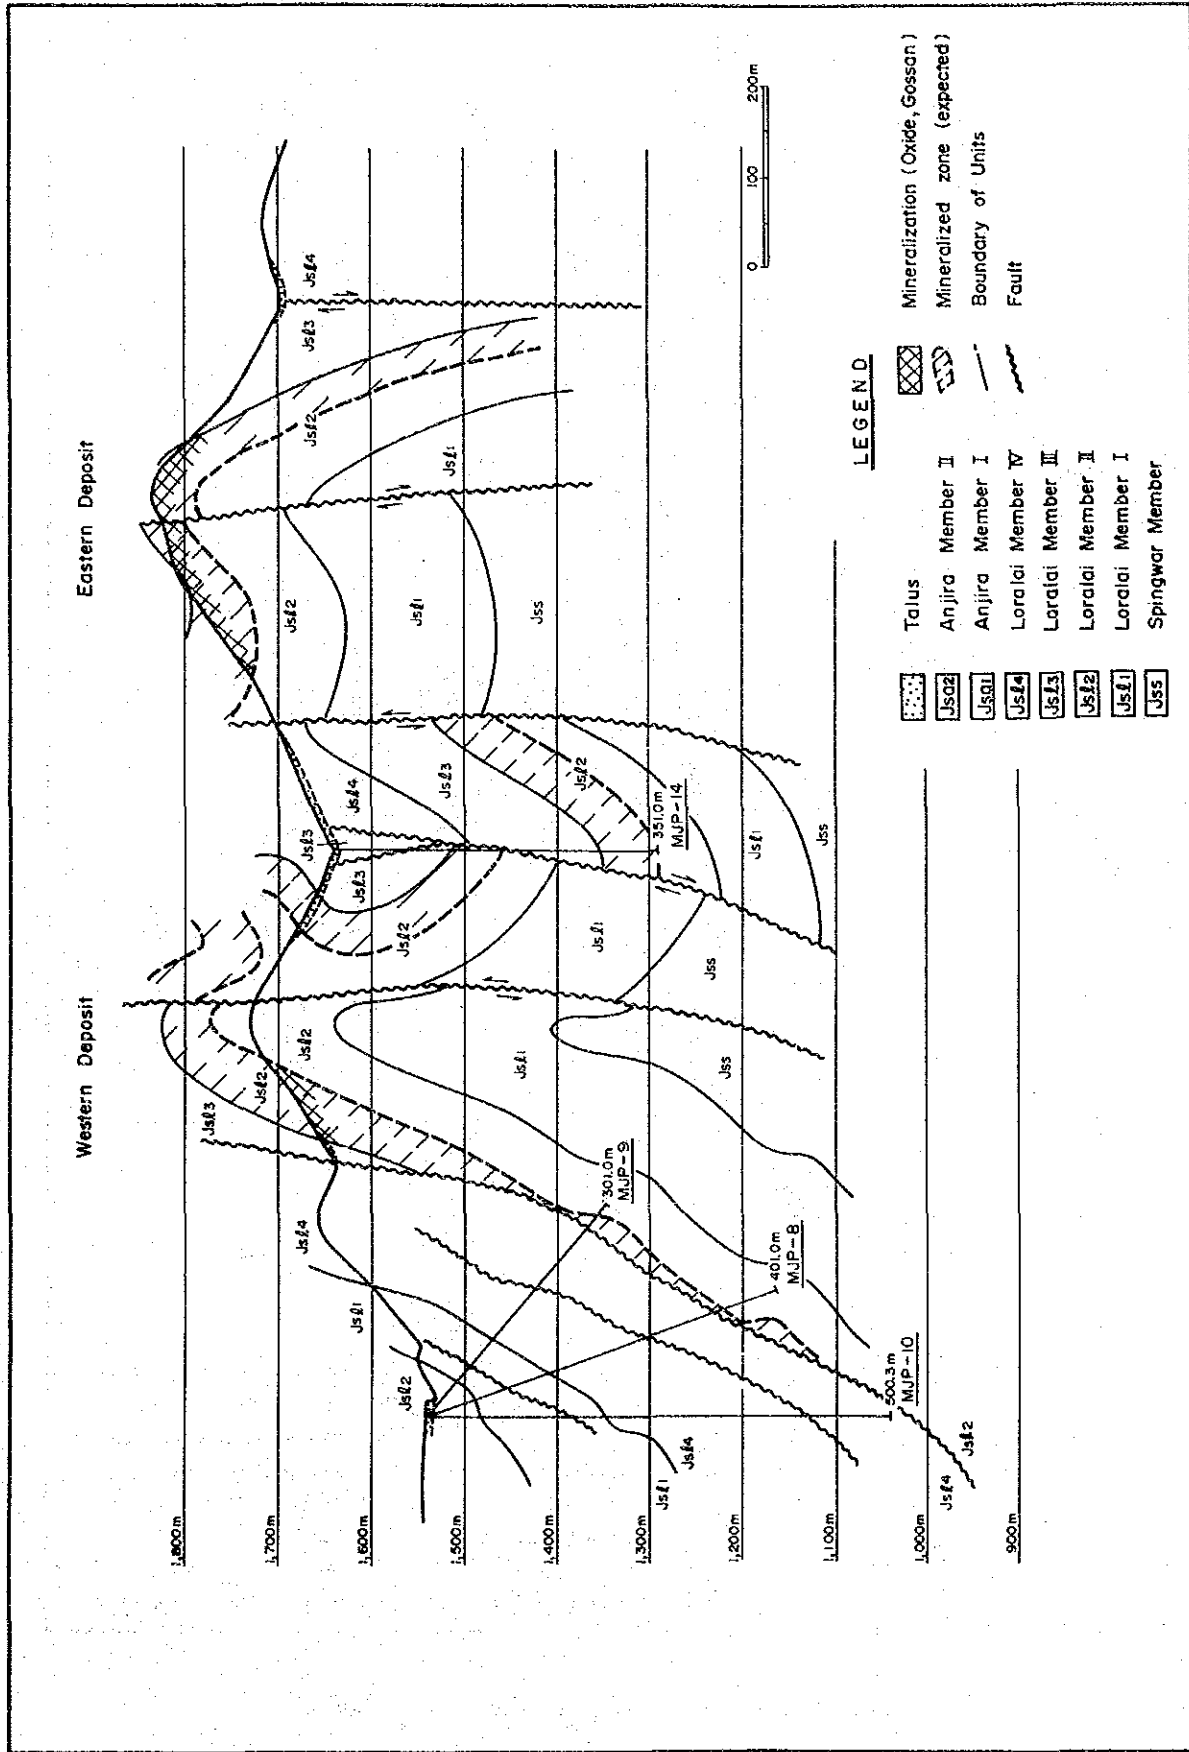 Western Deposit
Eastern Deposit
1,800m
1,700m
1,600m
1,500m
1,400m
1,300m
1,200m
1,100m
1,000m
900m
Jsℓ3
Jsℓ2
Jsℓ2
Jsℓ4
Jsℓ1
Jsℓ2
Jsℓ1
Jss
Jsℓ3
Jsℓ3
Jsℓ4
Jsℓ2
Jsℓ1
Jss
Jsℓ3
Jsℓ2
Jsℓ1
Jss
Jsℓ2
Jsℓ1
Jss
Jsℓ2
Jsℓ1
Jsℓ3
Jsℓ4
Jsℓ1
Jsℓ4
Jsℓ4
Jsℓ2
301.0m
MJP-9
401.0m
MJP-8
500.3m
MJP-10
351.0m
MJP-14
0 100 200m
LEGEND
Talus
Jsa2 Anjira Member II
Jsa1 Anjira Member I
Jsℓ4 Loralai Member IV
Jsℓ3 Loralai Member III
Jsℓ2 Loralai Member II
Jsℓ1 Loralai Member I
Jss Spingwar Member
Mineralization (Oxide, Gossan)
Mineralized zone (expected)
Boundary of Units
Fault